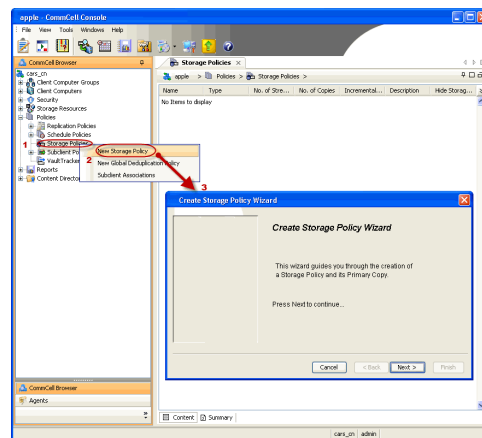 apple - CommCell Console
File View Tools Windows Help
CommCell Browser
cars_cn
Client Computer Groups
Client Computers
Security
Storage Resources
Policies
Replication Policies
Schedule Policies
1 Storage Policies
Subclient Po
VaultTracker
Reports
Content Director
New Storage Policy
2 New Global Deduplication Policy
Subclient Associations
3
Storage Policies ×
apple > Policies > Storage Policies >
Name Type No. of Stre... No. of Copies Incremental... Description Hide Storag...
No Items to display
Create Storage Policy Wizard
Create Storage Policy Wizard
This wizard guides you through the creation of
a Storage Policy and its Primary Copy.
Press Next to continue...
Cancel < Back Next > Finish
CommCell Browser
Agents
Content Summary
cars_cn admin